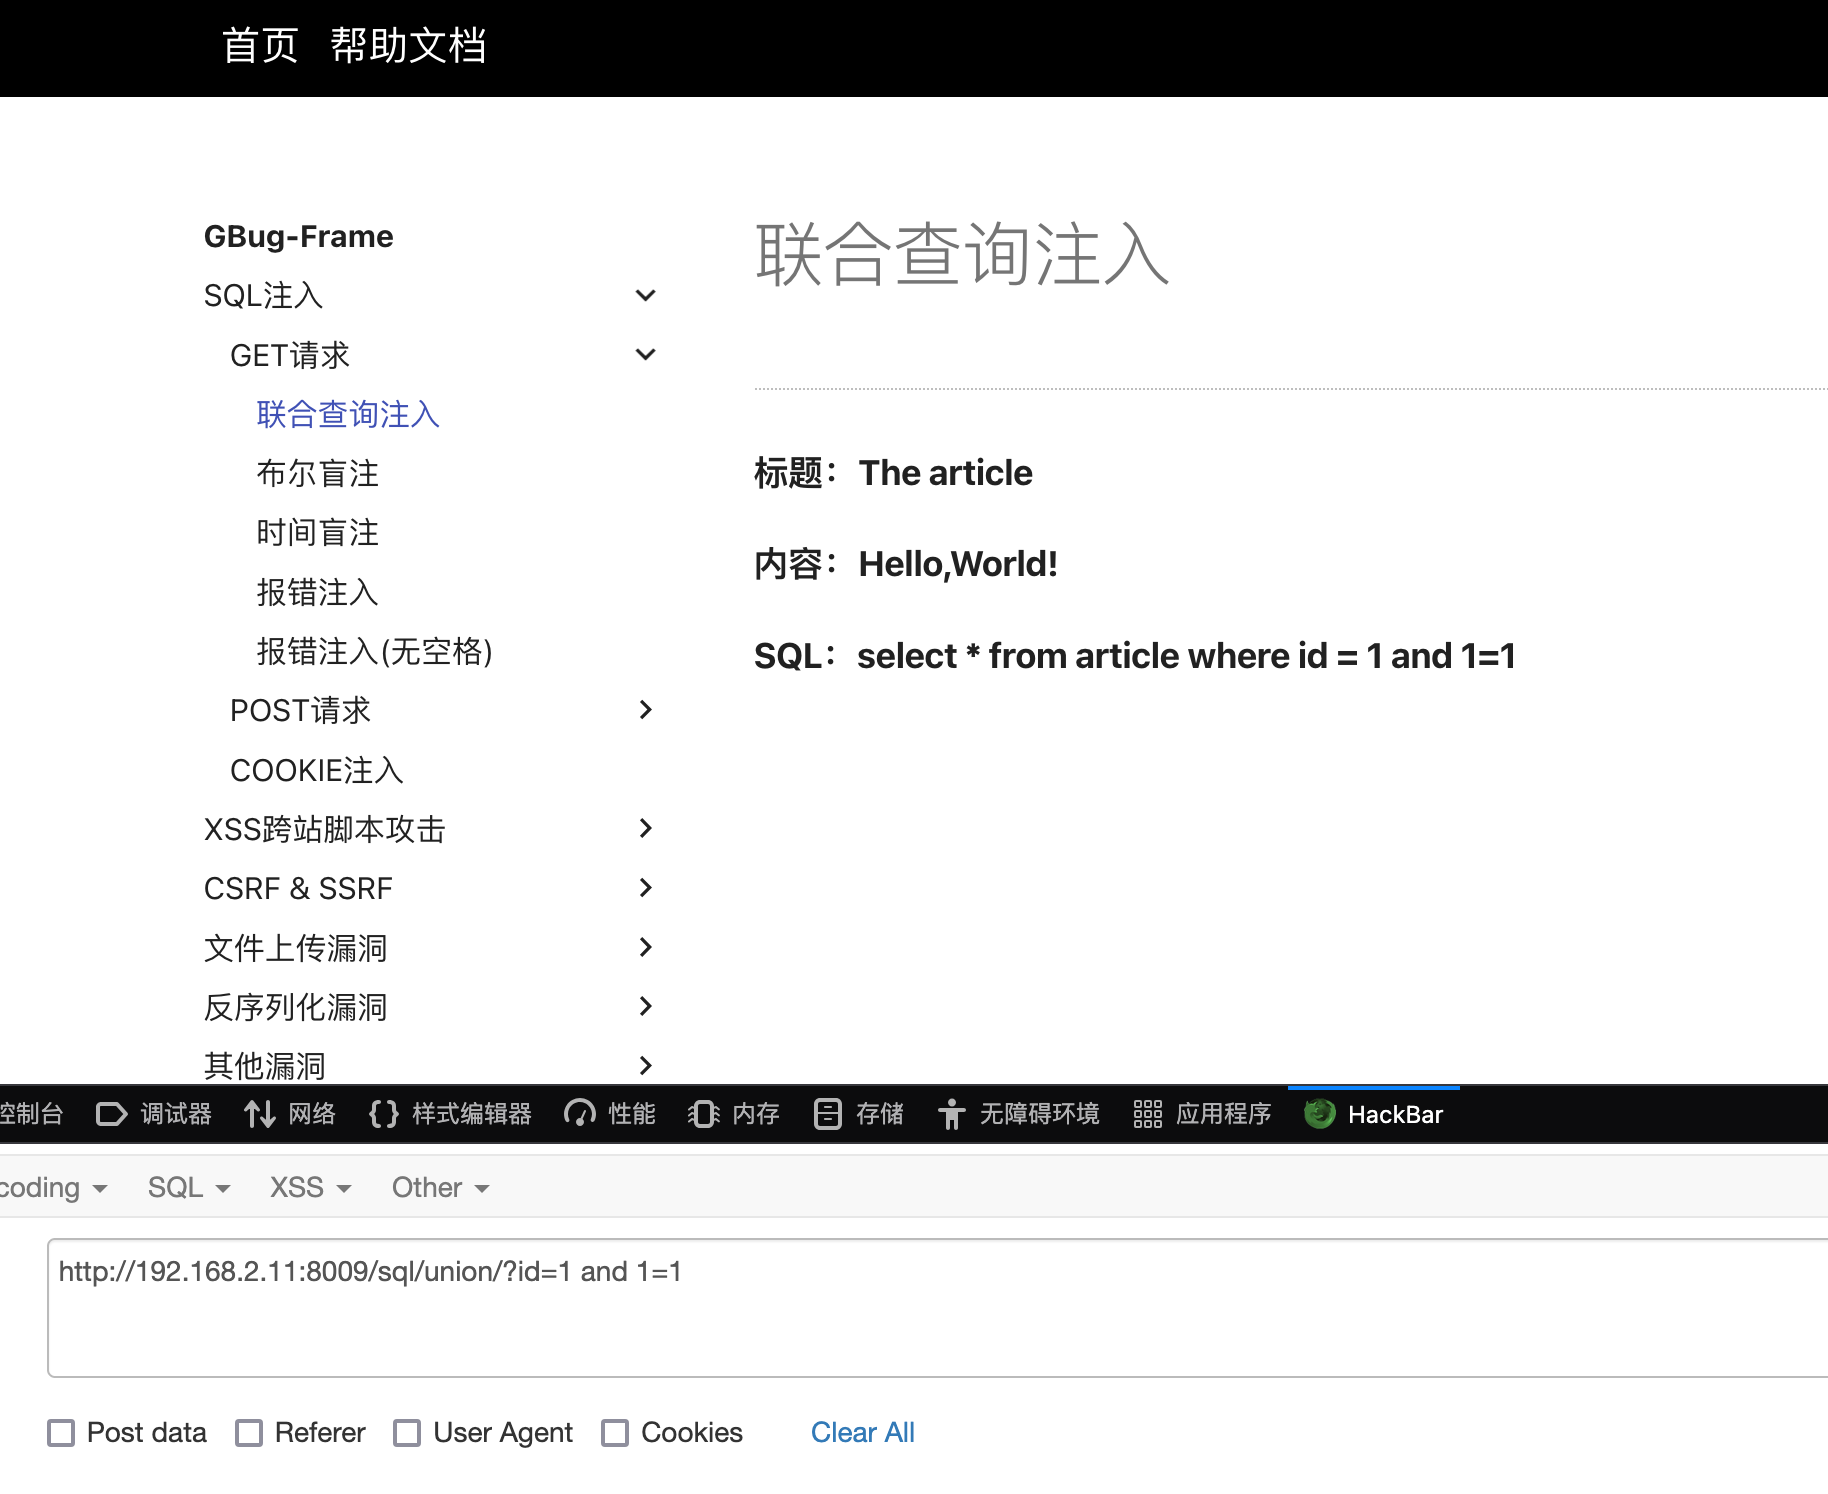 首页 帮助文档
GBug-Frame
SQL注入
GET请求
联合查询注入
布尔盲注
时间盲注
报错注入
报错注入(无空格)
POST请求
COOKIE注入
XSS跨站脚本攻击
CSRF & SSRF
文件上传漏洞
反序列化漏洞
其他漏洞
联合查询注入
标题：The article
内容：Hello,World!
SQL：select * from article where id = 1 and 1=1
控制台 调试器 网络 样式编辑器 性能 内存 存储 无障碍环境 应用程序 HackBar
coding SQL XSS Other
http://192.168.2.11:8009/sql/union/?id=1 and 1=1
Post data Referer User Agent Cookies Clear All